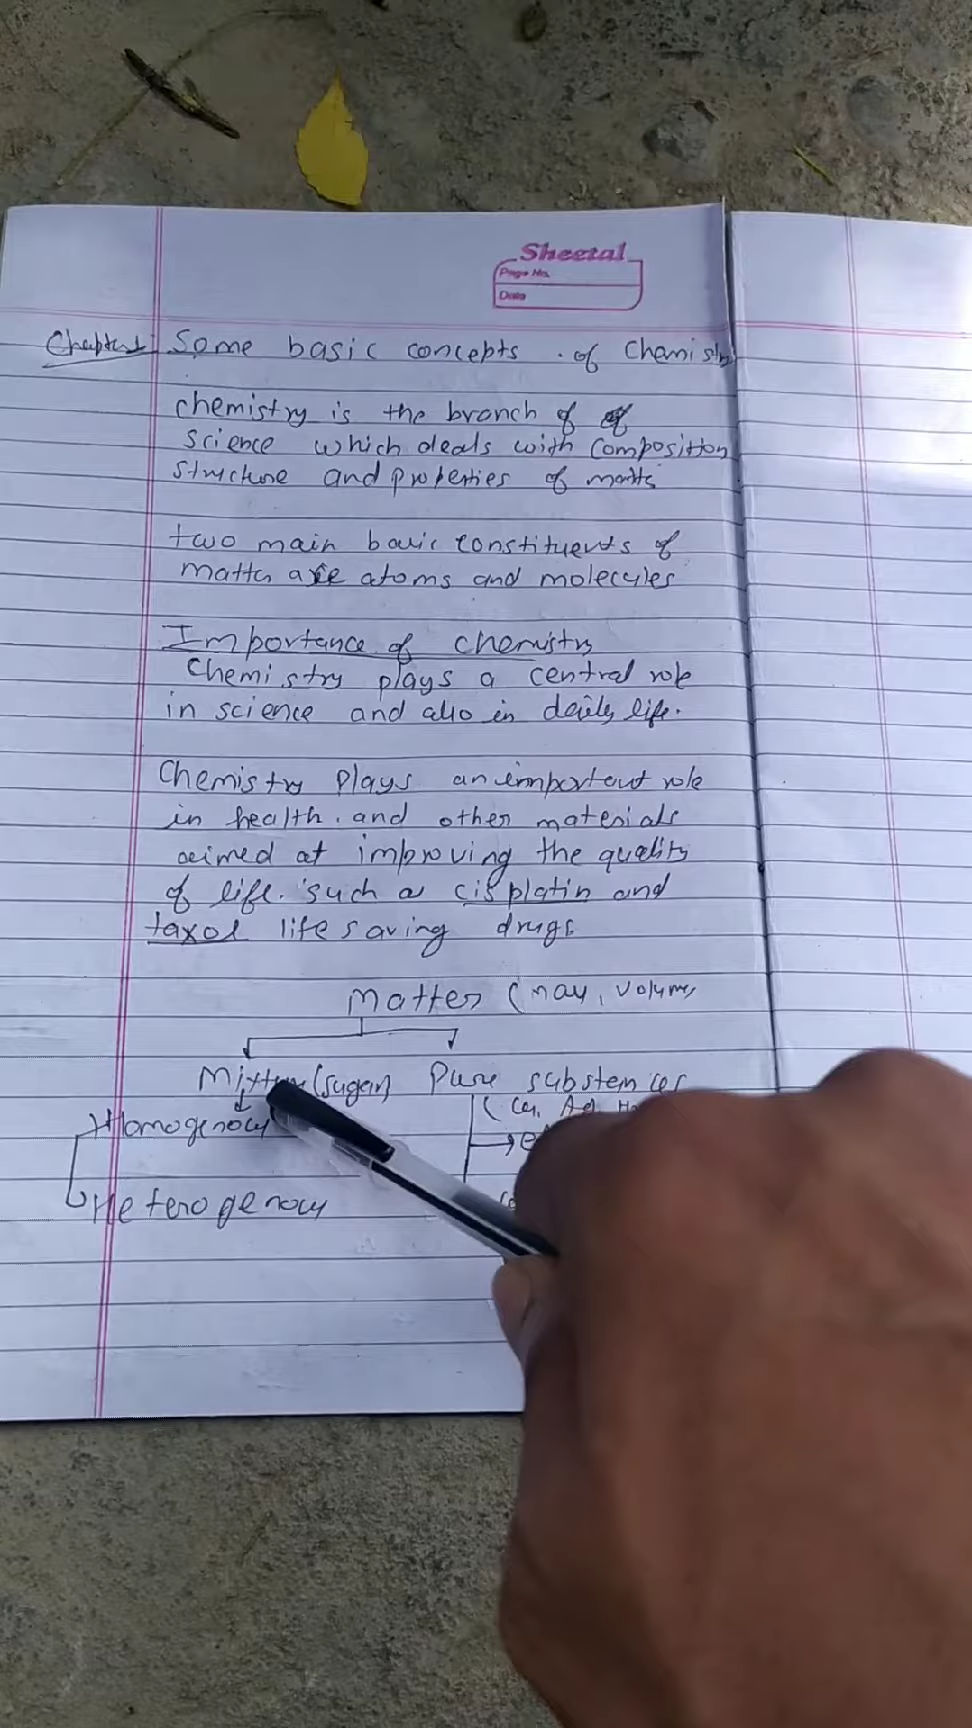 Sheetal
Page No.
Date
Chapter 1 Some basic concepts of Chemistry
chemistry is the branch of of
science which deals with composition
structure and properties of matter
two main basic constituents of
matter are atoms and molecules
Importance of chemistry
Chemistry plays a central role
in science and also in daily life.
Chemistry plays an important role
in health and other materials
aimed at improving the quality
of life. such as cisplatin and
taxol life saving drugs
Matter (mass, volume)
Mixture (sugar) Pure substances
Homogenous
Heterogenous